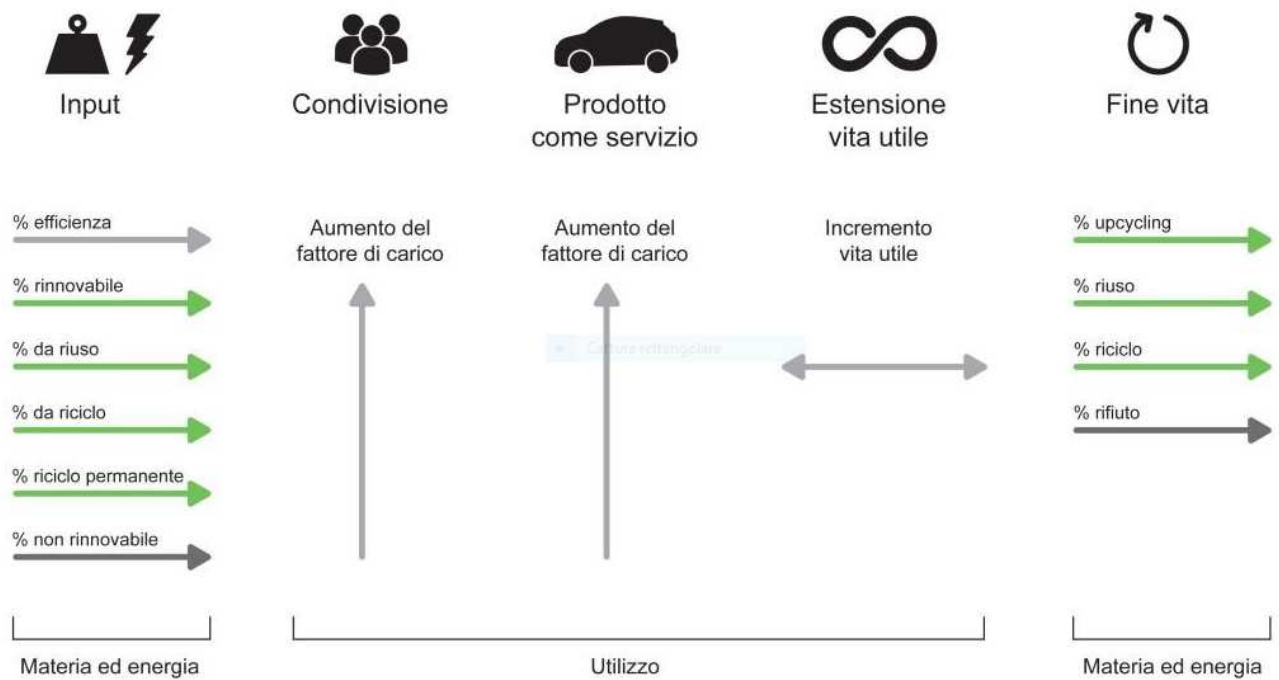 Input
Condivisione
Prodotto
come servizio
Estensione
vita utile
Fine vita
% efficienza
% rinnovabile
% da riuso
% da riciclo
% riciclo permanente
% non rinnovabile
Aumento del
fattore di carico
Aumento del
fattore di carico
Cattura rettangolare
Incremento
vita utile
% upcycling
% riuso
% riciclo
% rifiuto
Materia ed energia
Utilizzo
Materia ed energia